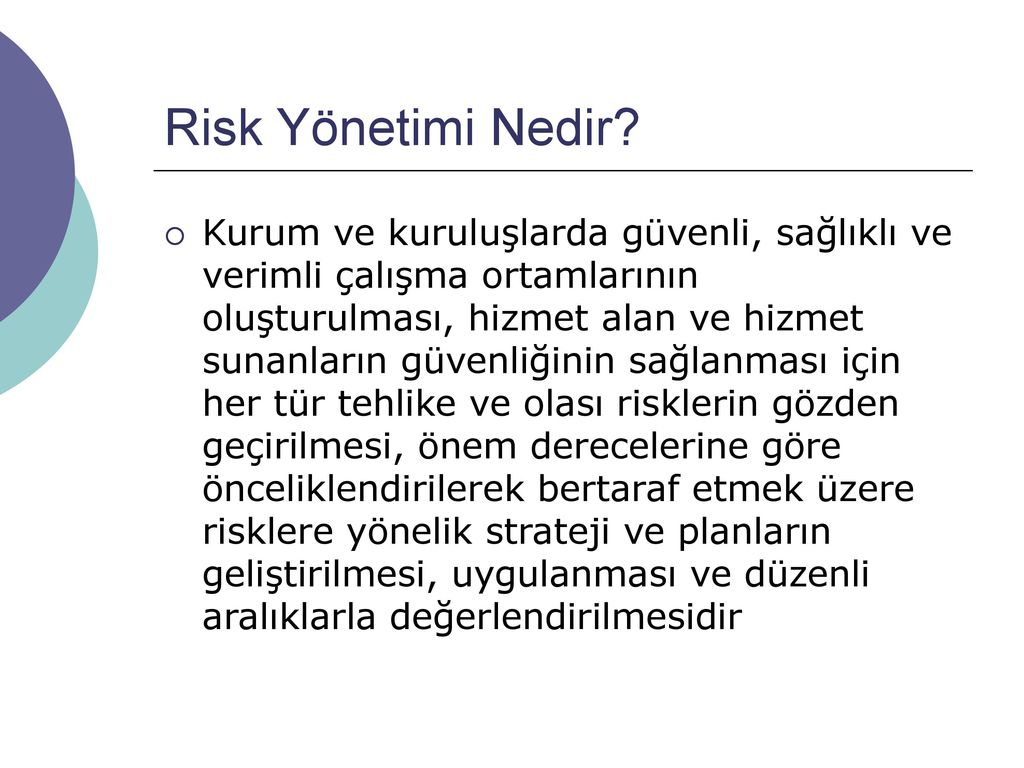 Risk Yönetimi Nedir?
Kurum ve kuruluşlarda güvenli, sağlıklı ve
verimli çalışma ortamlarının
oluşturulması, hizmet alan ve hizmet
sunanların güvenliğinin sağlanması için
her tür tehlike ve olası risklerin gözden
geçirilmesi, önem derecelerine göre
önceliklendirilerek bertaraf etmek üzere
risklere yönelik strateji ve planların
geliştirilmesi, uygulanması ve düzenli
aralıklarla değerlendirilmesidir